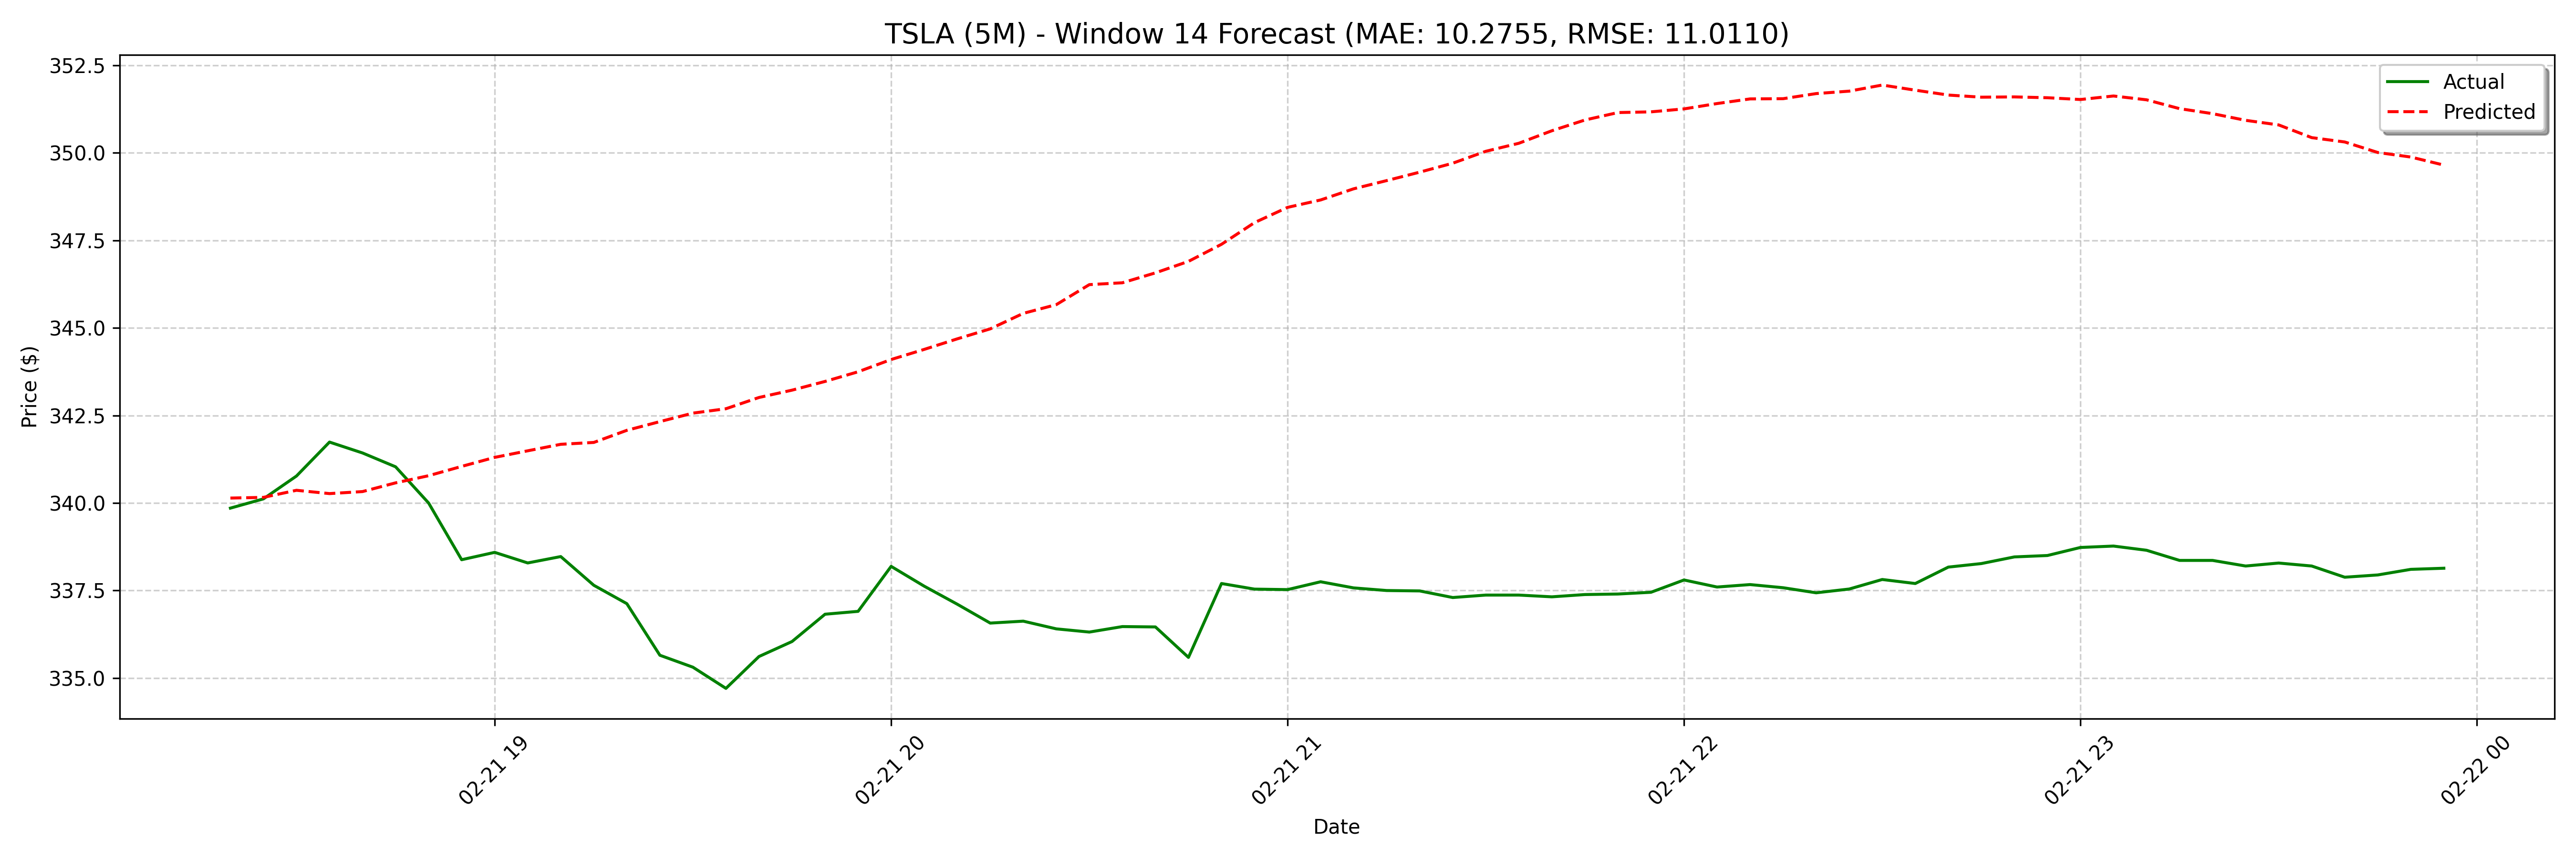 TSLA (5M) - Window 14 Forecast (MAE: 10.2755, RMSE: 11.0110)
Actual
Predicted
Price ($)
352.5
350.0
347.5
345.0
342.5
340.0
337.5
335.0
02-21 19
02-21 20
02-21 21
02-21 22
02-21 23
02-22 00
Date